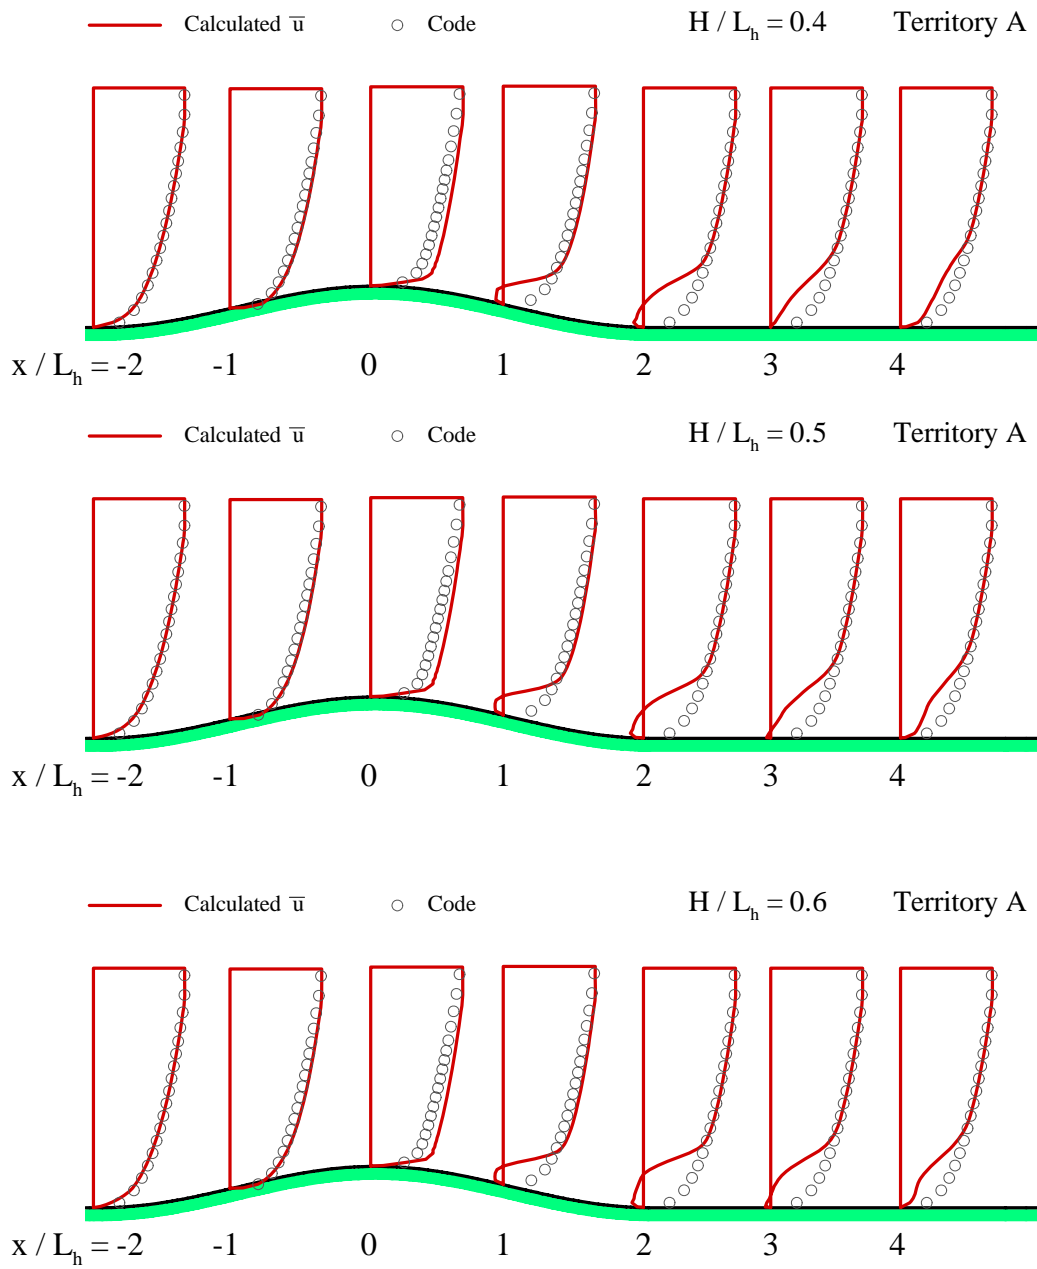 Calculated u̅ Code H / L_h = 0.4 Territory A
x / L_h = -2 -1 0 1 2 3 4
Calculated u̅ Code H / L_h = 0.5 Territory A
x / L_h = -2 -1 0 1 2 3 4
Calculated u̅ Code H / L_h = 0.6 Territory A
x / L_h = -2 -1 0 1 2 3 4